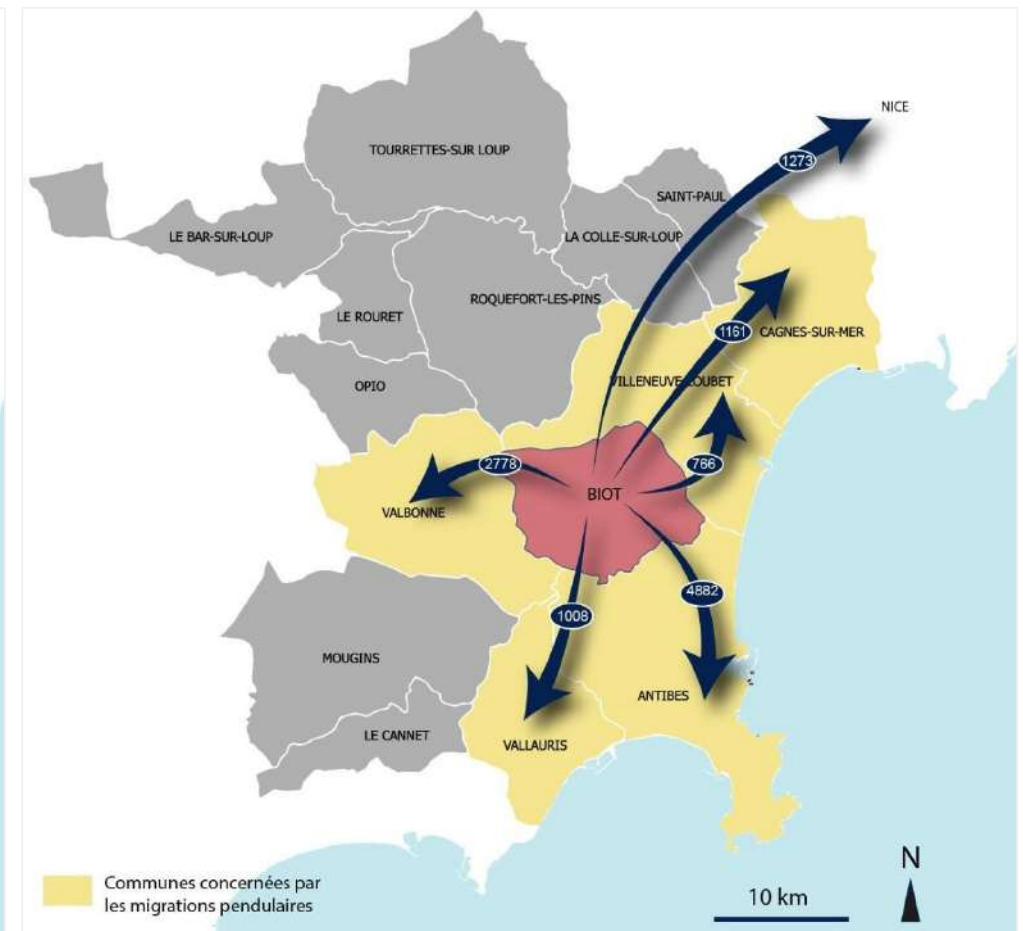 NICE
1273
TOURRETTES-SUR LOUP
SAINT-PAUL
LE BAR-SUR-LOUP
LA COLLE-SUR-LOUP
ROQUEFORT-LES-PINS
LE ROURET
1161
CAGNES-SUR-MER
OPIO
VILLENEUVE-LOUBET
2778
766
BIOT
VALBONNE
4882
1008
MOUGINS
ANTIBES
LE CANNET
VALLAURIS
Communes concernées par
les migrations pendulaires
10 km
N